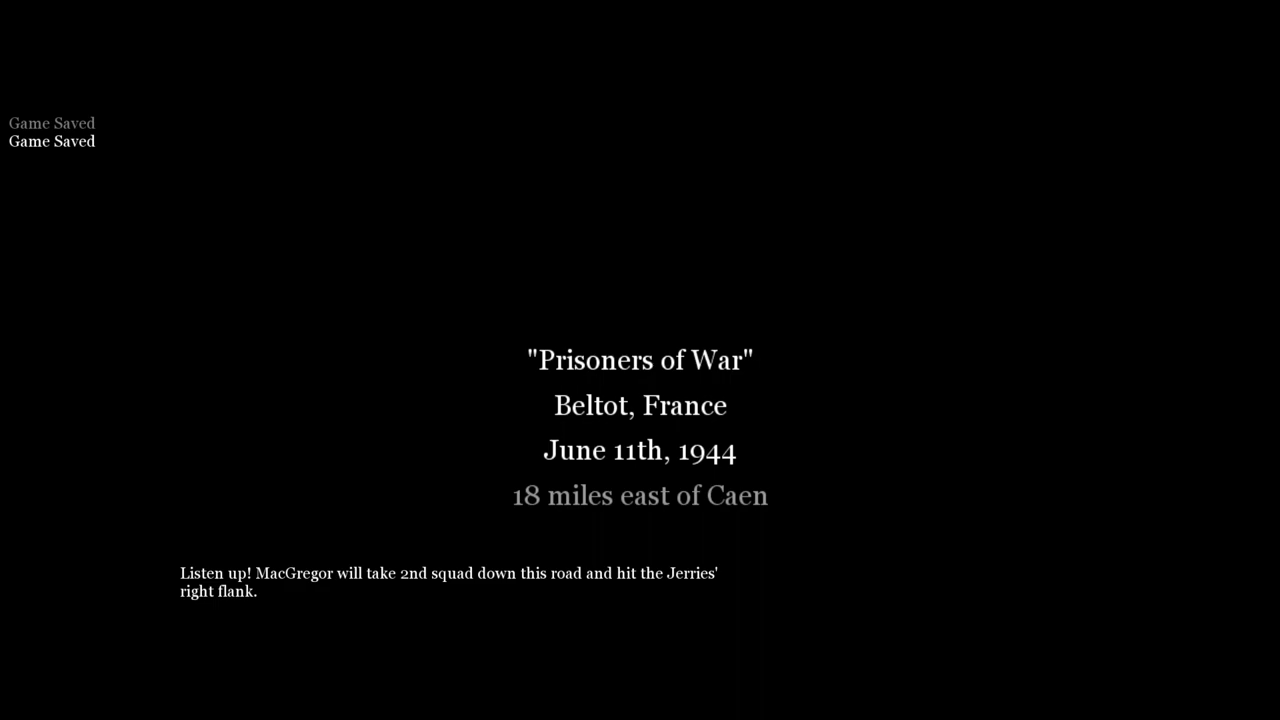 Game Saved
Game Saved
"Prisoners of War"
Beltot, France
June 11th, 1944
18 miles east of Caen
Listen up! MacGregor will take 2nd squad down this road and hit the Jerries'
right flank.